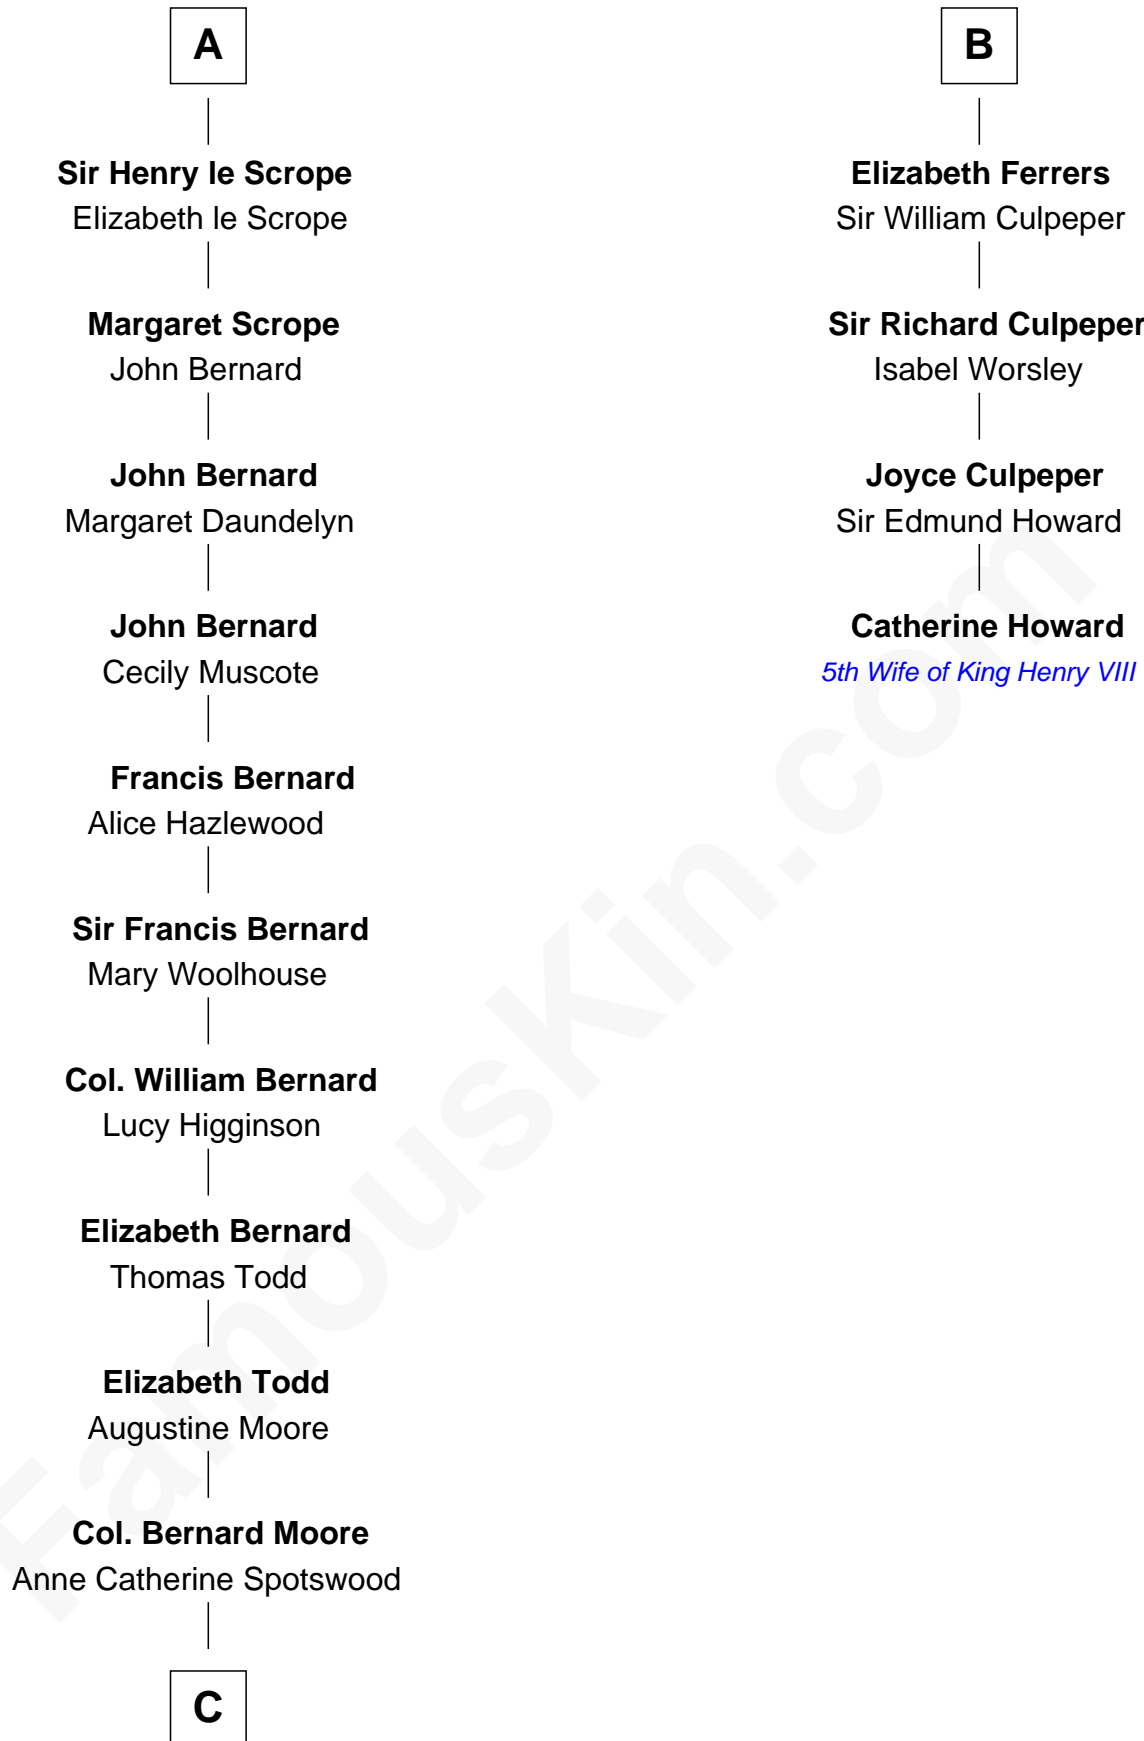 A
Sir Henry le Scrope
Elizabeth le Scrope
Margaret Scrope
John Bernard
John Bernard
Margaret Daundelyn
John Bernard
Cecily Muscote
Francis Bernard
Alice Hazlewood
Sir Francis Bernard
Mary Woolhouse
Col. William Bernard
Lucy Higginson
Elizabeth Bernard
Thomas Todd
Elizabeth Todd
Augustine Moore
Col. Bernard Moore
Anne Catherine Spotswood
C
B
Elizabeth Ferrers
Sir William Culpeper
Sir Richard Culpeper
Isabel Worsley
Joyce Culpeper
Sir Edmund Howard
Catherine Howard
5th Wife of King Henry VIII
FamousKin.com